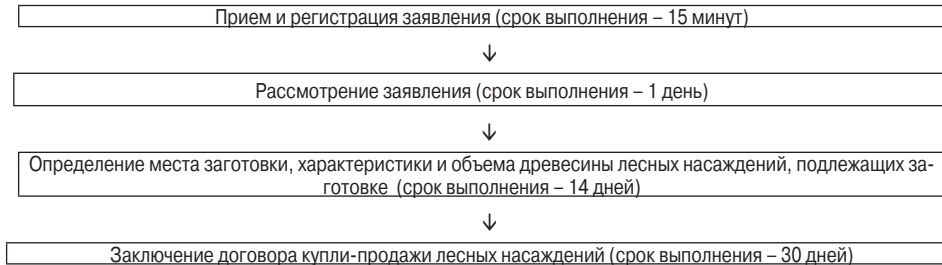 Прием и регистрация заявления (срок выполнения – 15 минут)
↓
Рассмотрение заявления (срок выполнения – 1 день)
↓
Определение места заготовки, характеристики и объема древесины лесных насаждений, подлежащих за-
готовке (срок выполнения – 14 дней)
↓
Заключение договора купли-продажи лесных насаждений (срок выполнения – 30 дней)